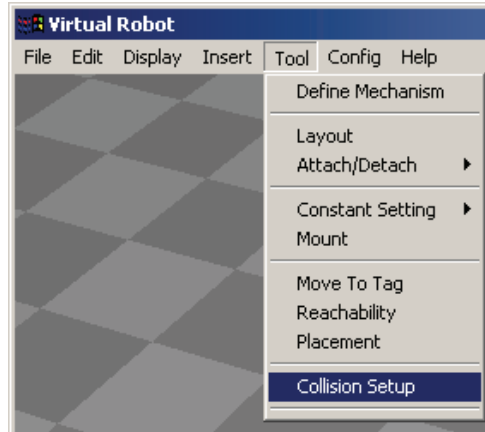 Virtual Robot
File Edit Display Insert Tool Config Help
Define Mechanism
Layout
Attach/Detach
Constant Setting
Mount
Move To Tag
Reachability
Placement
Collision Setup